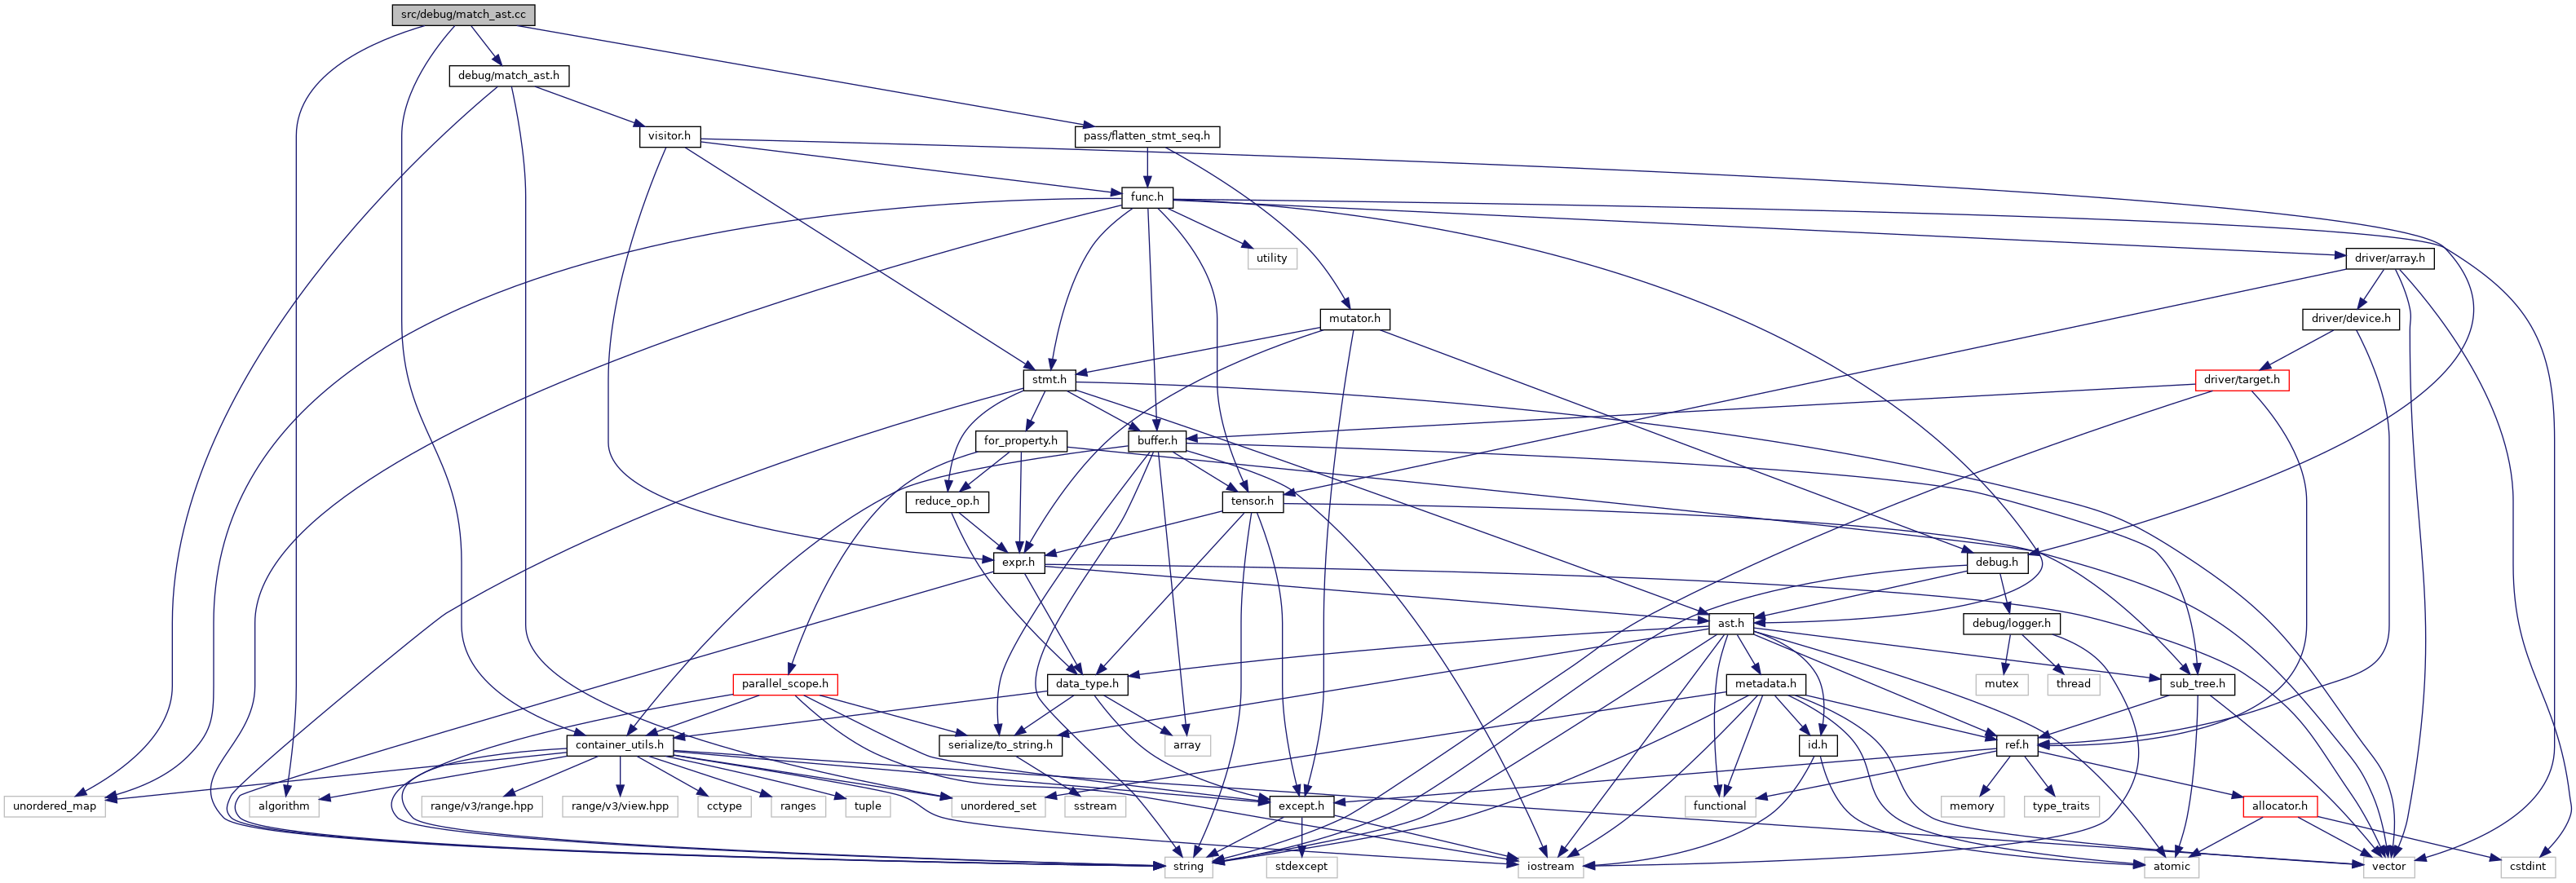 src/debug/match_ast.cc
debug/match_ast.h
visitor.h
pass/flatten_stmt_seq.h
func.h
utility
driver/array.h
mutator.h
driver/device.h
stmt.h
driver/target.h
for_property.h
buffer.h
reduce_op.h
tensor.h
expr.h
debug.h
ast.h
debug/logger.h
parallel_scope.h
data_type.h
metadata.h
mutex
thread
sub_tree.h
container_utils.h
serialize/to_string.h
array
id.h
ref.h
unordered_map
algorithm
range/v3/range.hpp
range/v3/view.hpp
cctype
ranges
tuple
unordered_set
sstream
except.h
functional
memory
type_traits
allocator.h
string
stdexcept
iostream
atomic
vector
cstdint